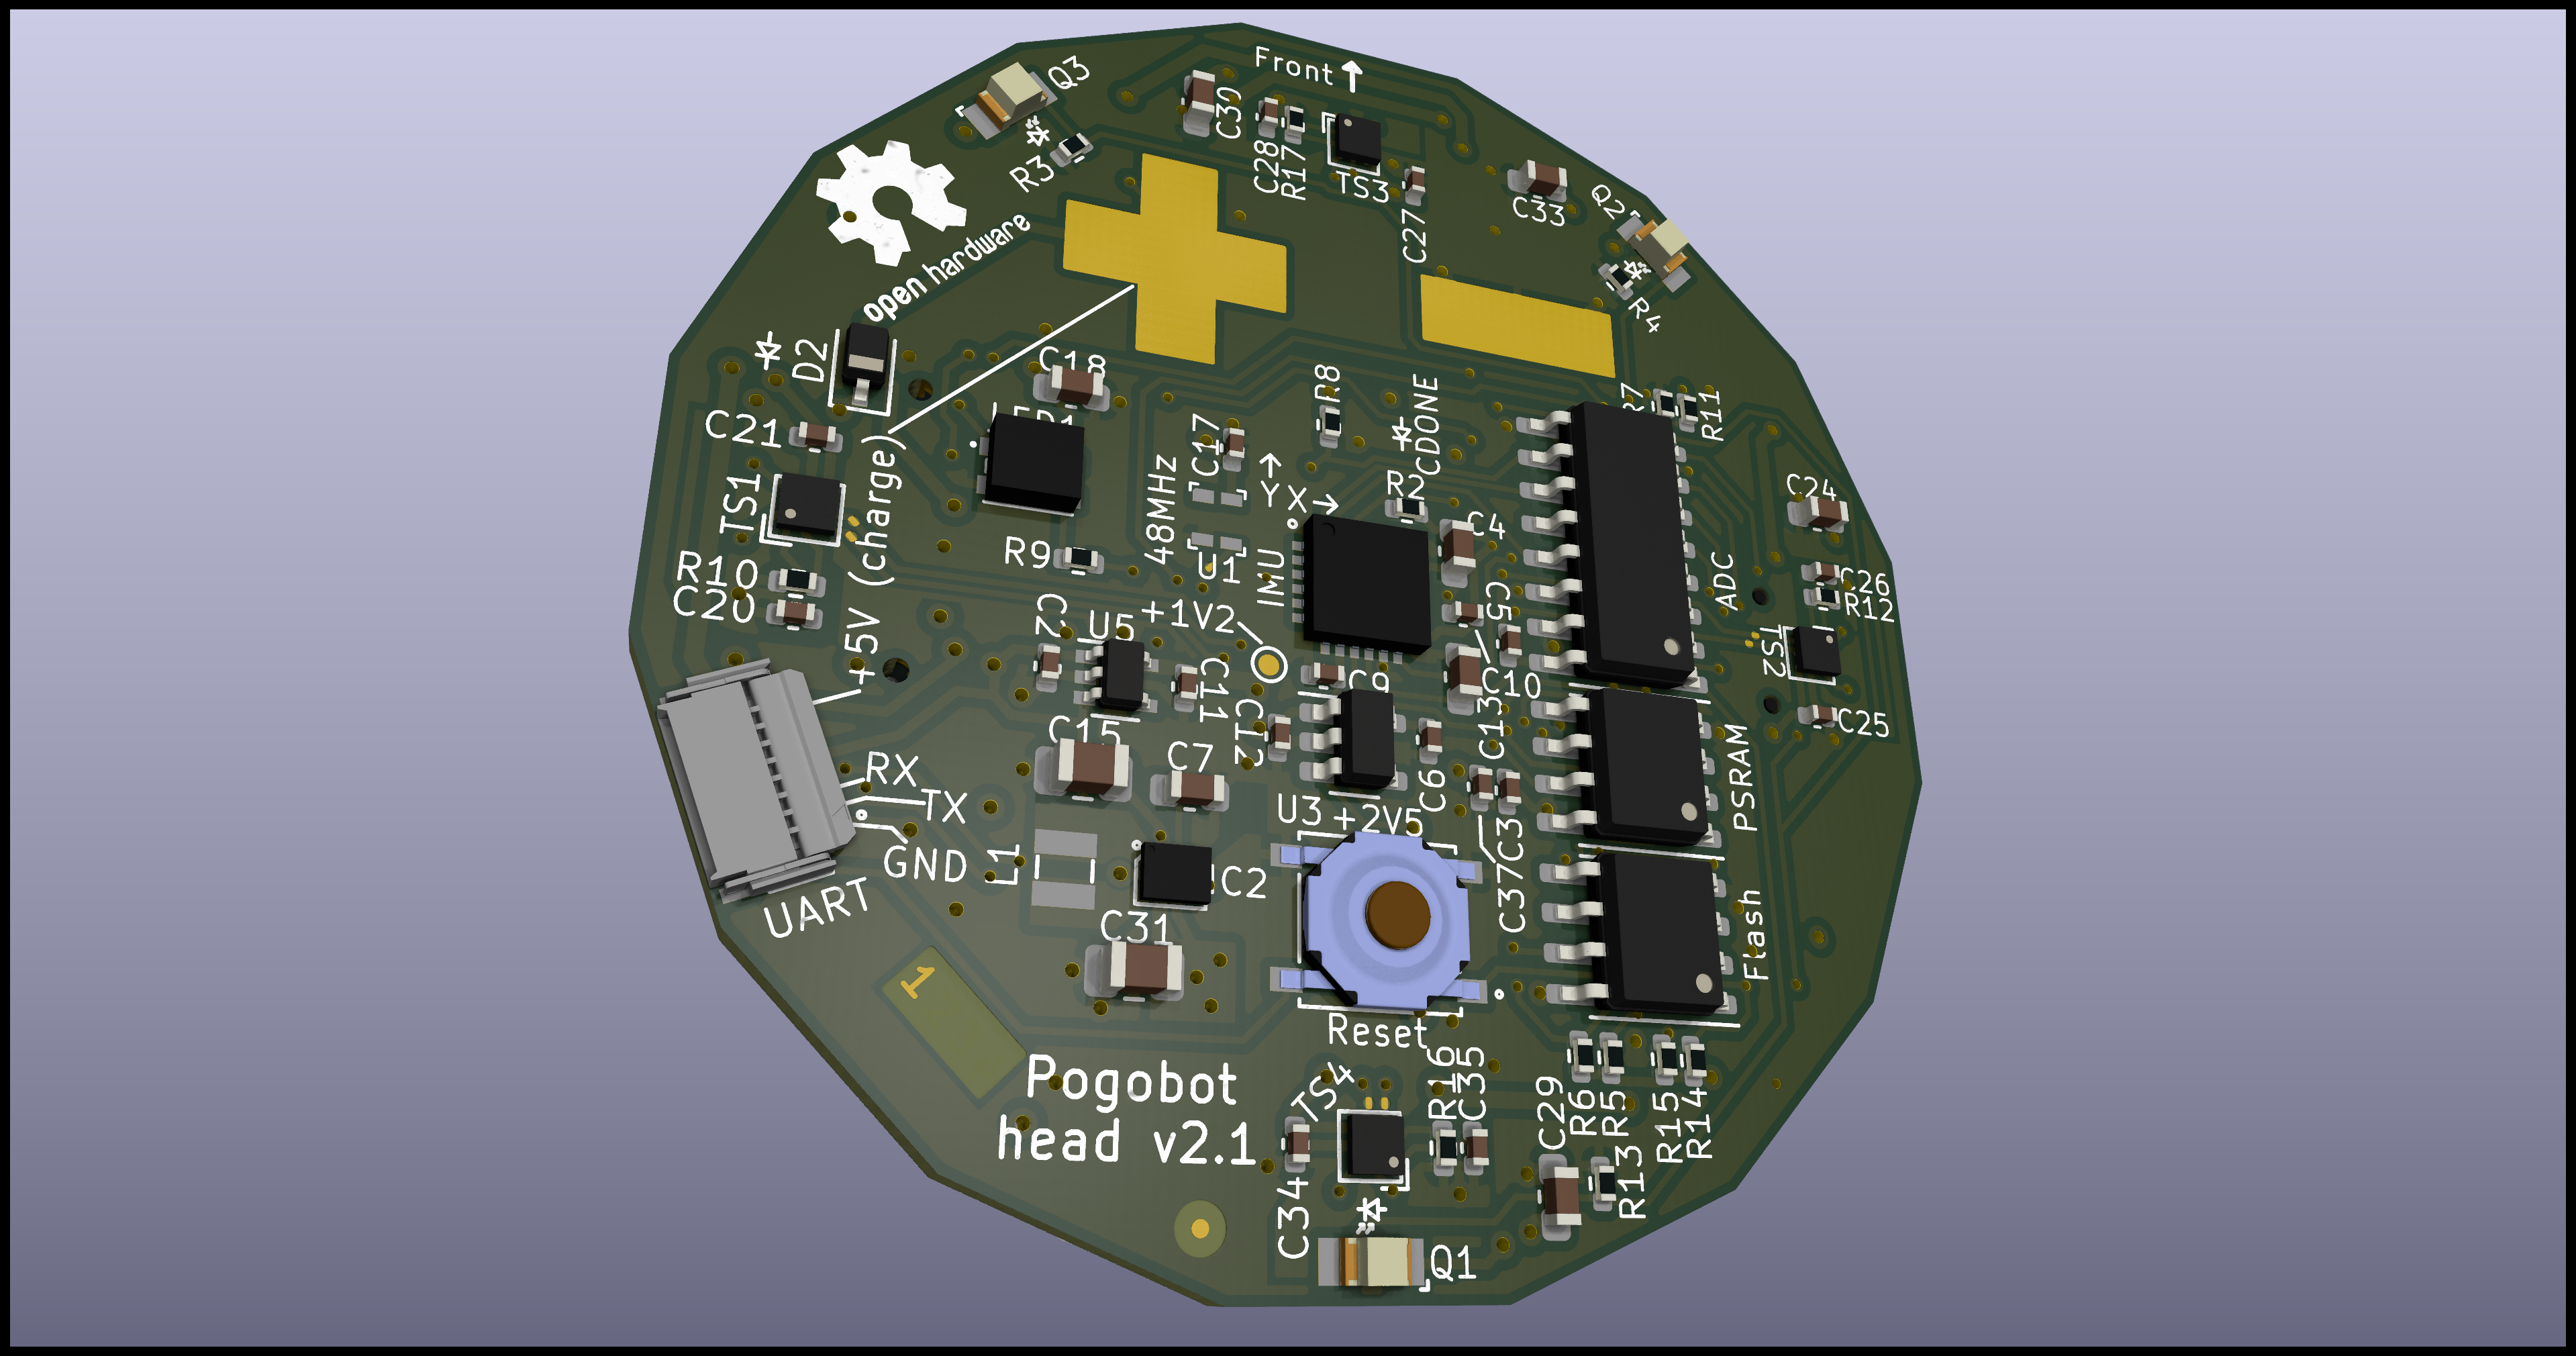 Front
Q3
R3
C30
C28
R17
TS3
C27
C33
Q2
R4
open hardware
D2
C18
C21
TS1
R10
C20
+5V (charge)
R8
CDONE
R7
R11
C17
48MHz
Y X
R2
C4
IMU
U1
R9
ADC
C24
C26
R12
TS2
C25
+1V2
U5
C11
C12
C5
C9
C10
C13
C15
C7
C6
PSRAM
RX
TX
GND
UART
L1
C2
U3
+2V5
C3
C37
Flash
C31
1
Reset
Pogobot
head v2.1
TS4
R16
C35
C34
C29
R6
R5
R15
R14
R13
Q1